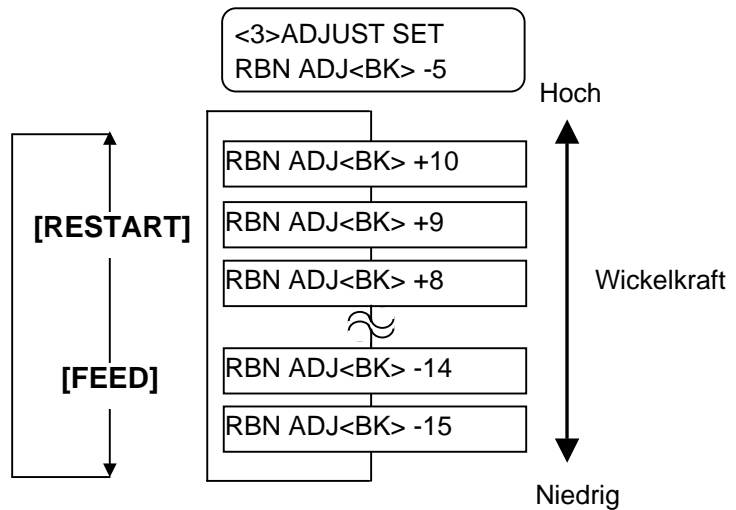 <3>ADJUST SET
RBN ADJ<BK> -5
Hoch
RBN ADJ<BK> +10
[RESTART]
RBN ADJ<BK> +9
RBN ADJ<BK> +8
Wickelkraft
[FEED]
RBN ADJ<BK> -14
RBN ADJ<BK> -15
Niedrig